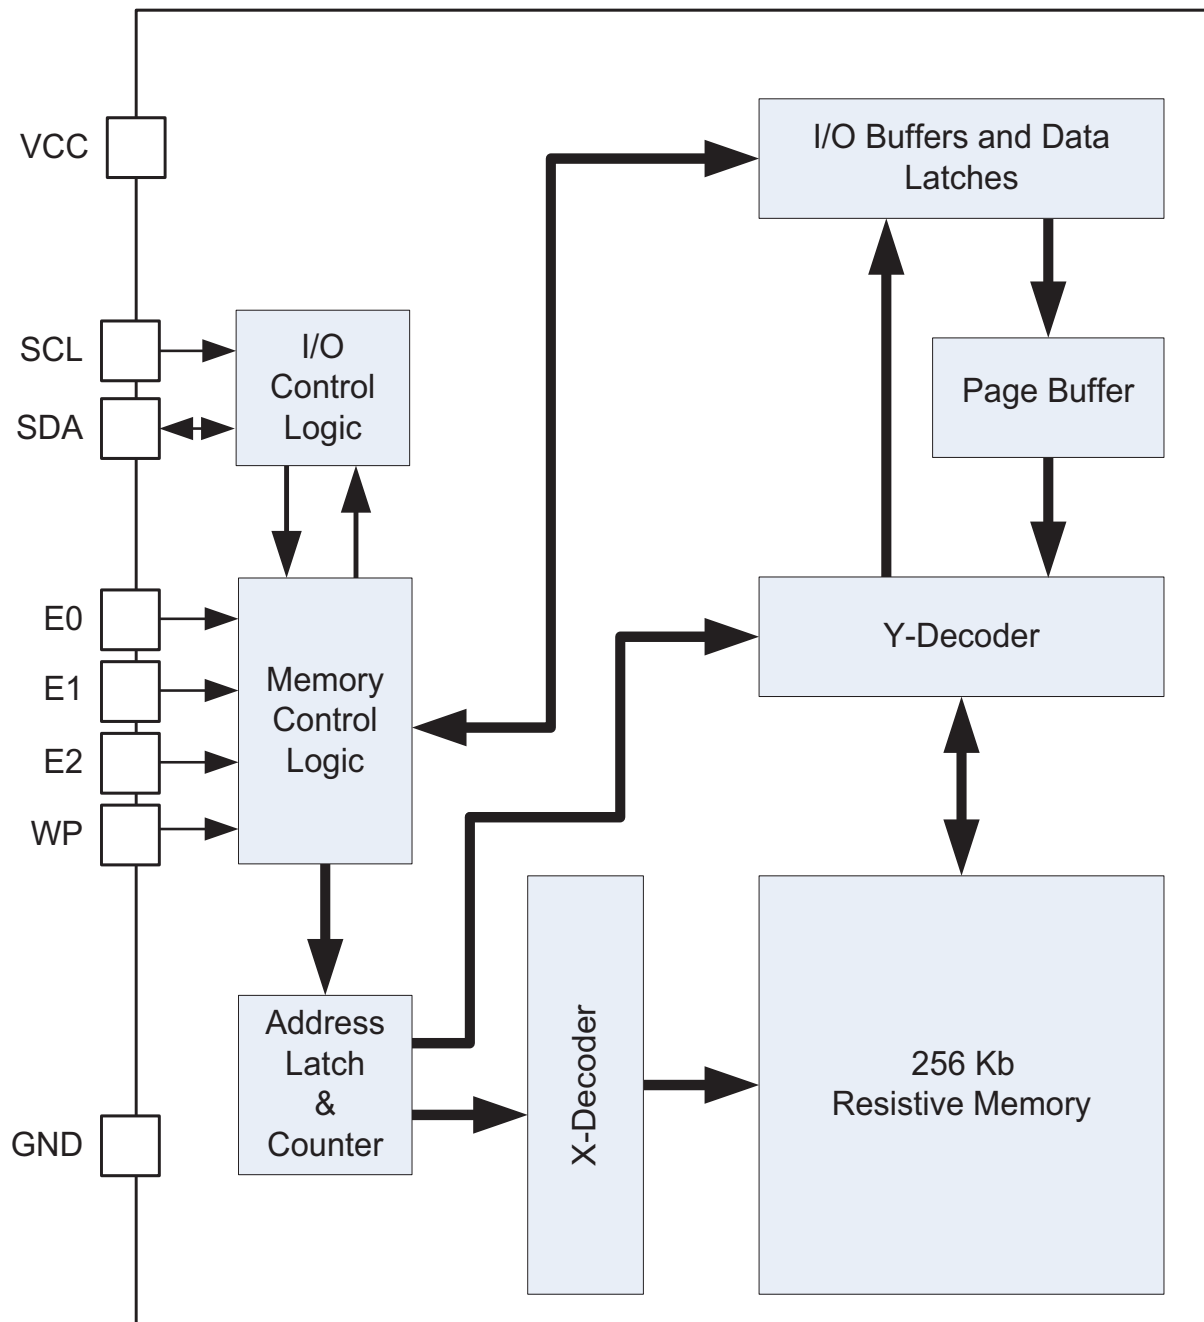 VCC
I/O Buffers and Data
Latches
SCL
I/O
Control
Logic
SDA
Page Buffer
E0
E1
E2
WP
Memory
Control
Logic
Y-Decoder
Address
Latch
&
Counter
X-Decoder
256 Kb
Resistive Memory
GND